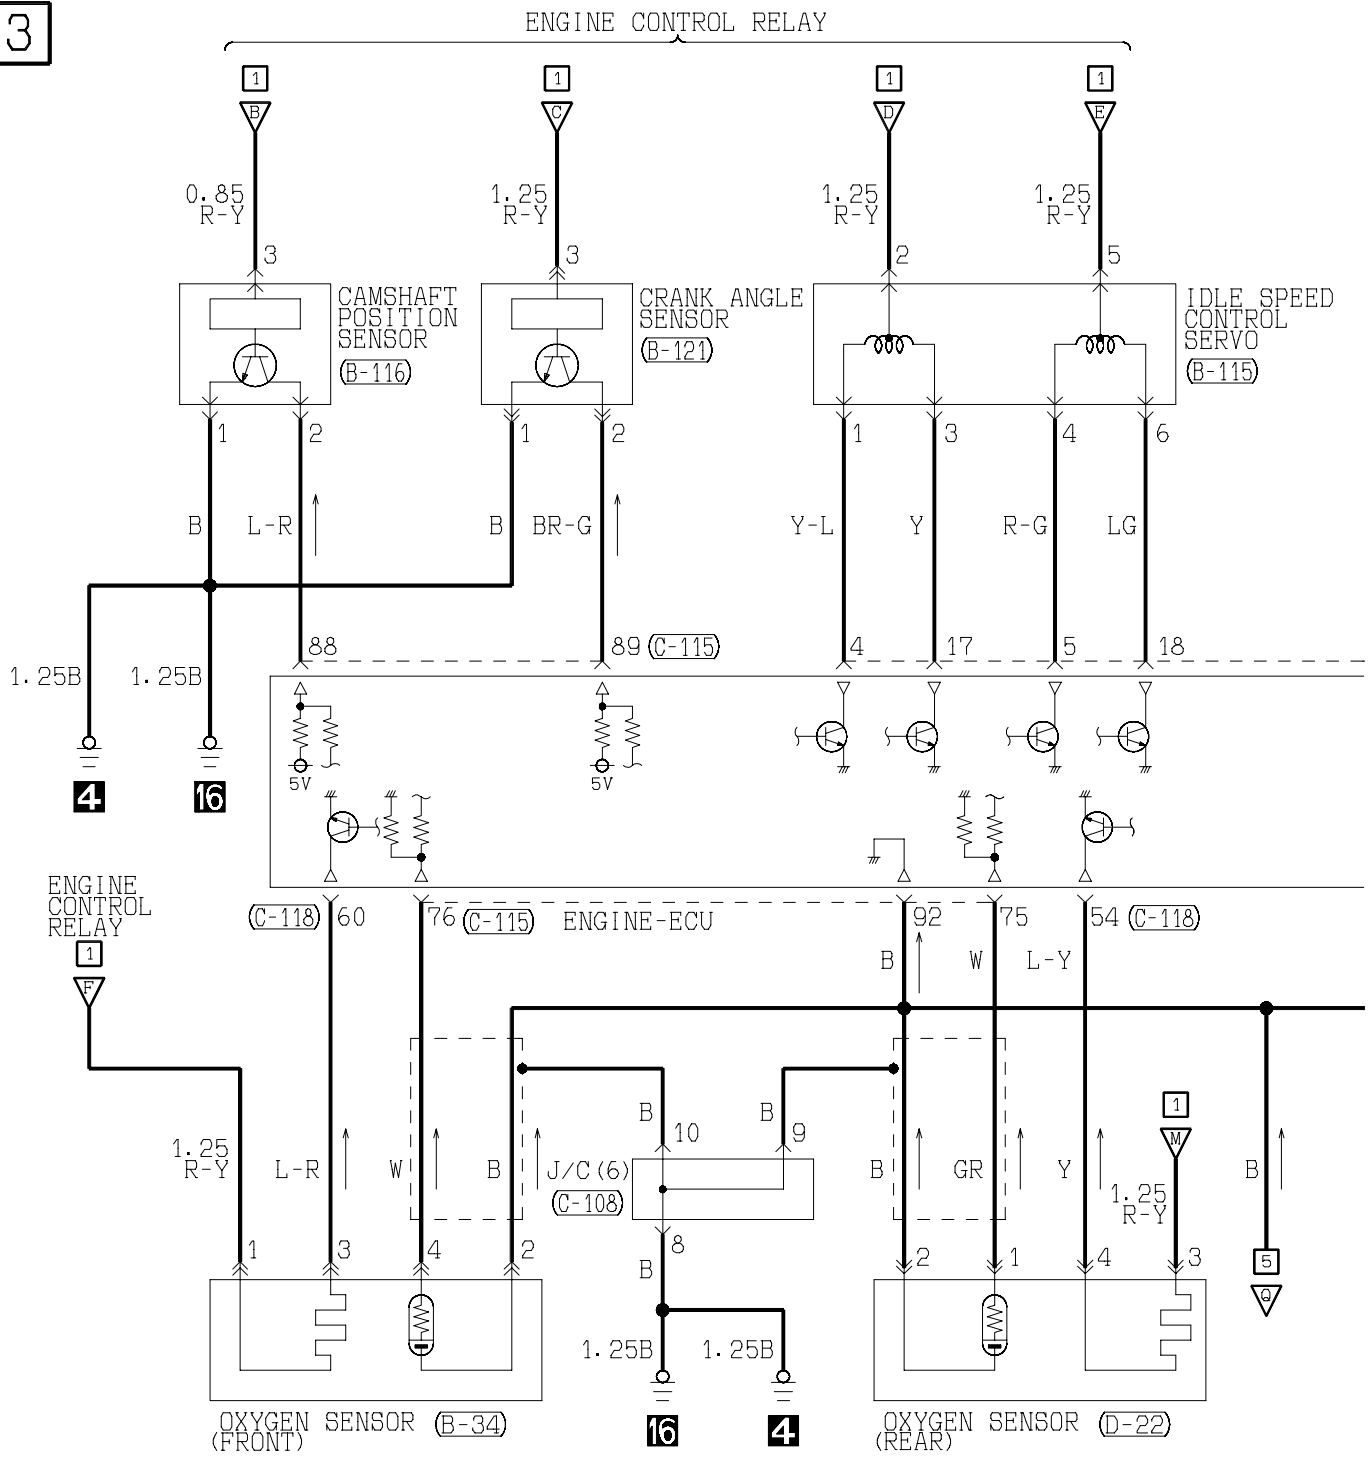 3
ENGINE CONTROL RELAY
1 1 1 1
B C D E
0.85 1.25 1.25 1.25
R-Y R-Y R-Y R-Y
3 3 2 5
CAMSHAFT
POSITION
SENSOR
(B-116)
CRANK ANGLE
SENSOR
(B-121)
IDLE SPEED
CONTROL
SERVO
(B-115)
1 2 1 2 1 3 4 6
B L-R B BR-G Y-L Y R-G LG
88 89 (C-115) 4 17 5 18
1.25B 1.25B
5V 5V
4 16
ENGINE
CONTROL
RELAY
1
F
(C-118) 60 76 (C-115) ENGINE-ECU 92 75 54 (C-118)
B W L-Y
1
M
B B
10 9
1.25
R-Y
L-R W B
J/C(6)
(C-108)
B GR Y
1.25
R-Y
B
1 3 4 2 8 2 1 4 3
B
5
Q
1.25B 1.25B
16 4
OXYGEN SENSOR (B-34)
(FRONT)
OXYGEN SENSOR (D-22)
(REAR)